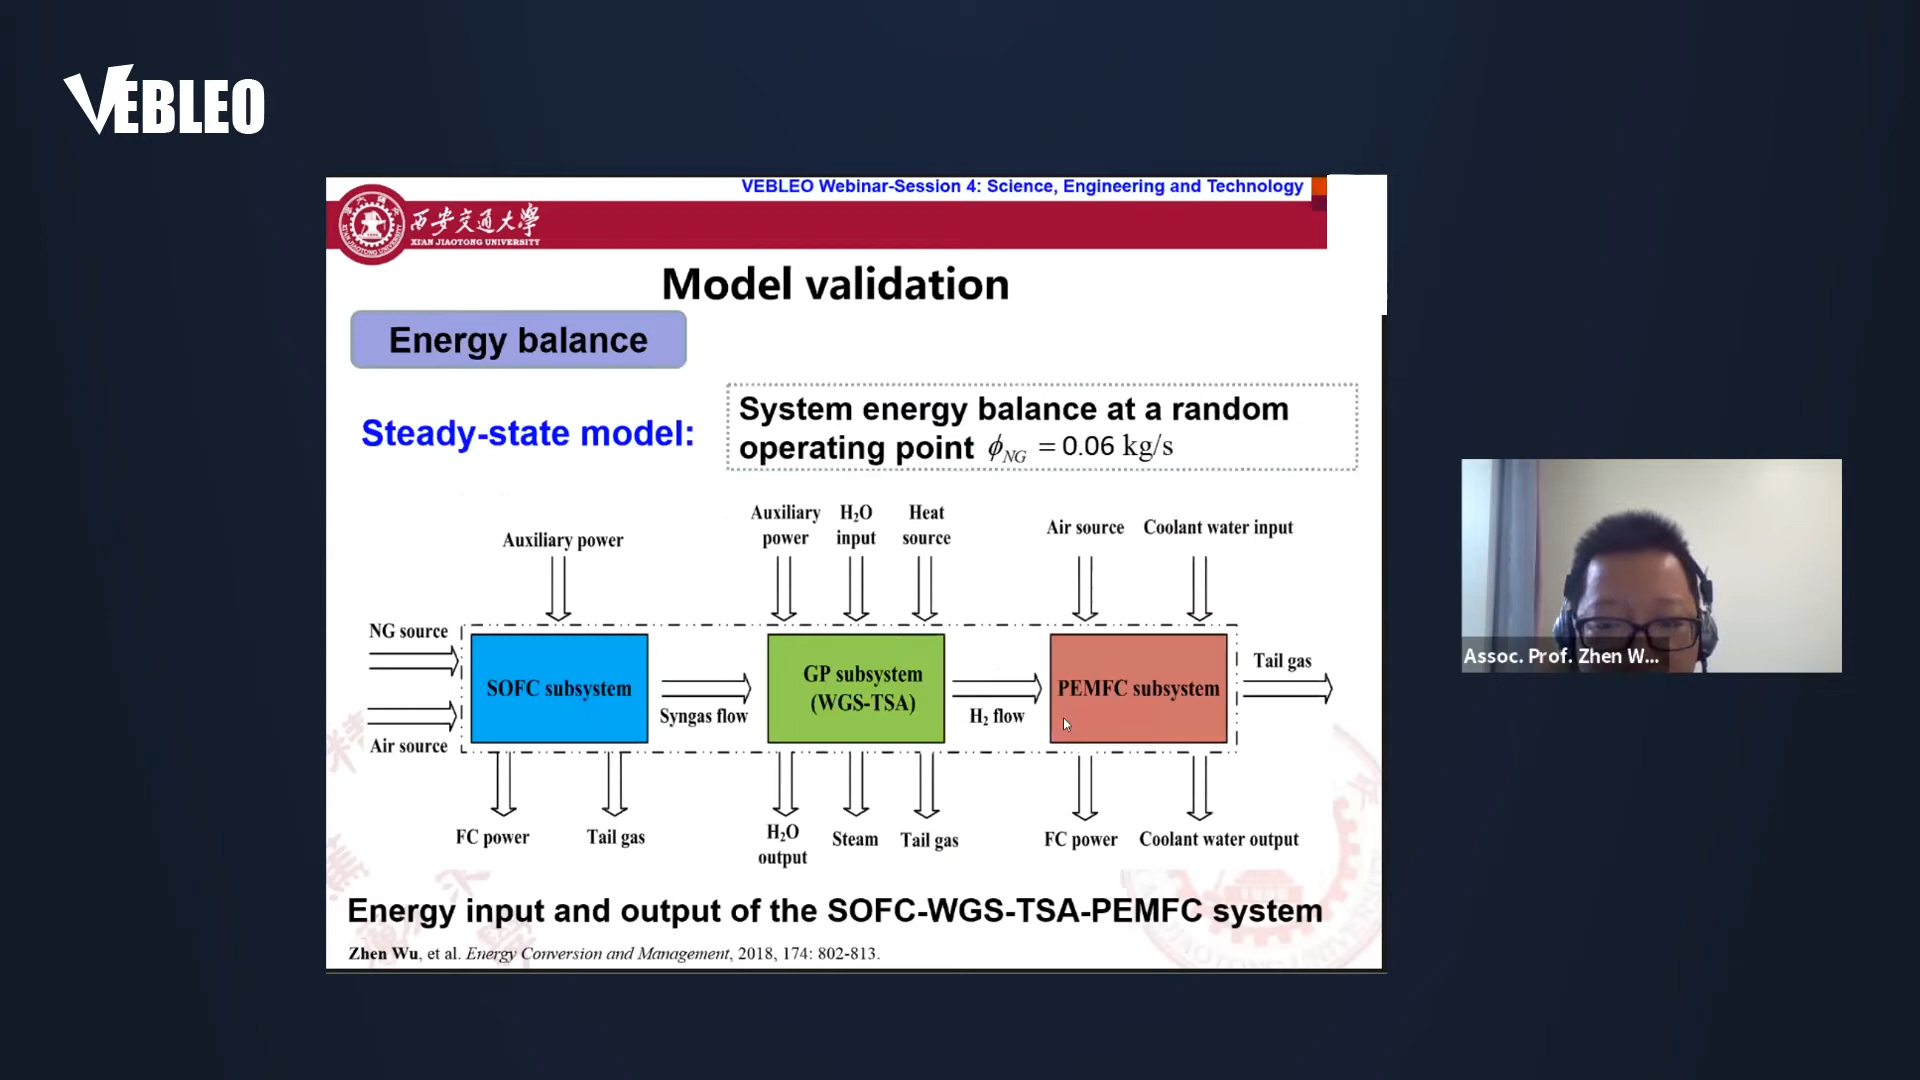 VEBLEO
VEBLEO Webinar-Session 4: Science, Engineering and Technology
西安交通大学
XI'AN JIAOTONG UNIVERSITY
Model validation
Energy balance
Steady-state model:
System energy balance at a random
operating point ϕNG = 0.06 kg/s
Auxiliary power
Auxiliary
power
H₂O
input
Heat
source
Air source
Coolant water input
NG source
Air source
SOFC subsystem
Syngas flow
GP subsystem
(WGS-TSA)
H₂ flow
PEMFC subsystem
Tail gas
FC power
Tail gas
H₂O
output
Steam
Tail gas
FC power
Coolant water output
Energy input and output of the SOFC-WGS-TSA-PEMFC system
Zhen Wu, et al. Energy Conversion and Management, 2018, 174: 802-813.
Assoc. Prof. Zhen W...